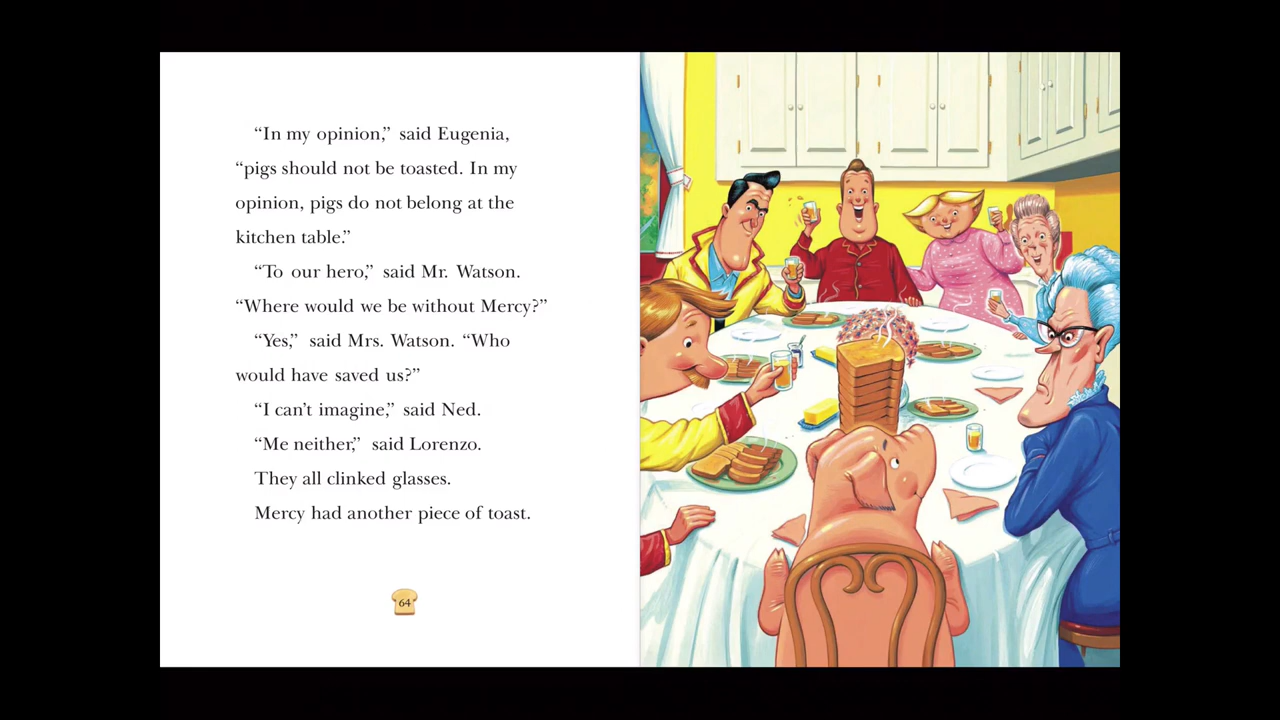 “In my opinion,” said Eugenia,
“pigs should not be toasted. In my
opinion, pigs do not belong at the
kitchen table.”
“To our hero,” said Mr. Watson.
“Where would we be without Mercy?”
“Yes,” said Mrs. Watson. “Who
would have saved us?”
“I can’t imagine,” said Ned.
“Me neither,” said Lorenzo.
They all clinked glasses.
Mercy had another piece of toast.
64